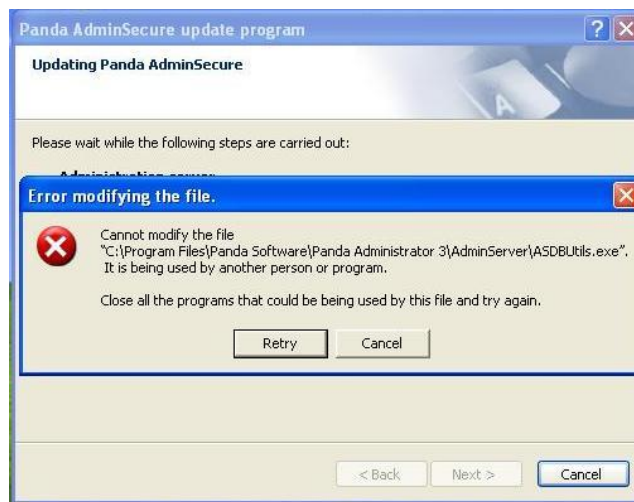 Panda AdminSecure update program
Updating Panda AdminSecure
A
Please wait while the following steps are carried out:
Administration server
Error modifying the file.
Cannot modify the file
"C:\Program Files\Panda Software\Panda Administrator 3\AdminServer\ASDBUtils.exe".
It is being used by another person or program.
Close all the programs that could be being used by this file and try again.
Retry
Cancel
< Back
Next >
Cancel